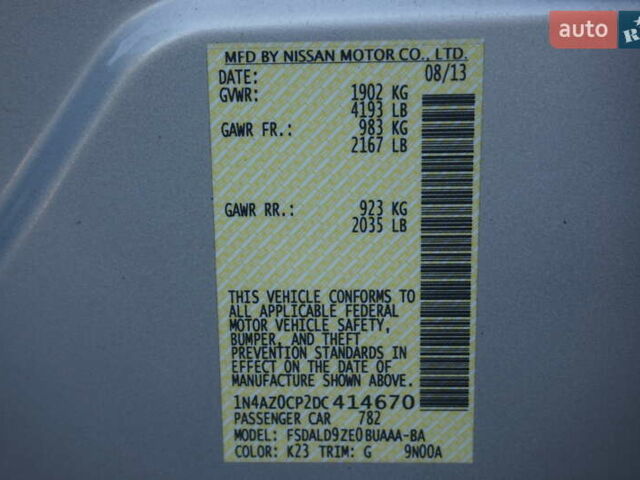 auto
MFD BY NISSAN MOTOR CO., LTD.
DATE: 08/13
GVWR: 1902 KG
4193 LB
GAWR FR.: 983 KG
2167 LB
GAWR RR.: 923 KG
2035 LB
THIS VEHICLE CONFORMS TO
ALL APPLICABLE FEDERAL
MOTOR VEHICLE SAFETY,
BUMPER, AND THEFT
PREVENTION STANDARDS IN
EFFECT ON THE DATE OF
MANUFACTURE SHOWN ABOVE.
1N4AZ0CP2DC414670
PASSENGER CAR 782
MODEL: FSDALD9ZE0BUAAA-BA
COLOR: K23 TRIM: G 9N00A